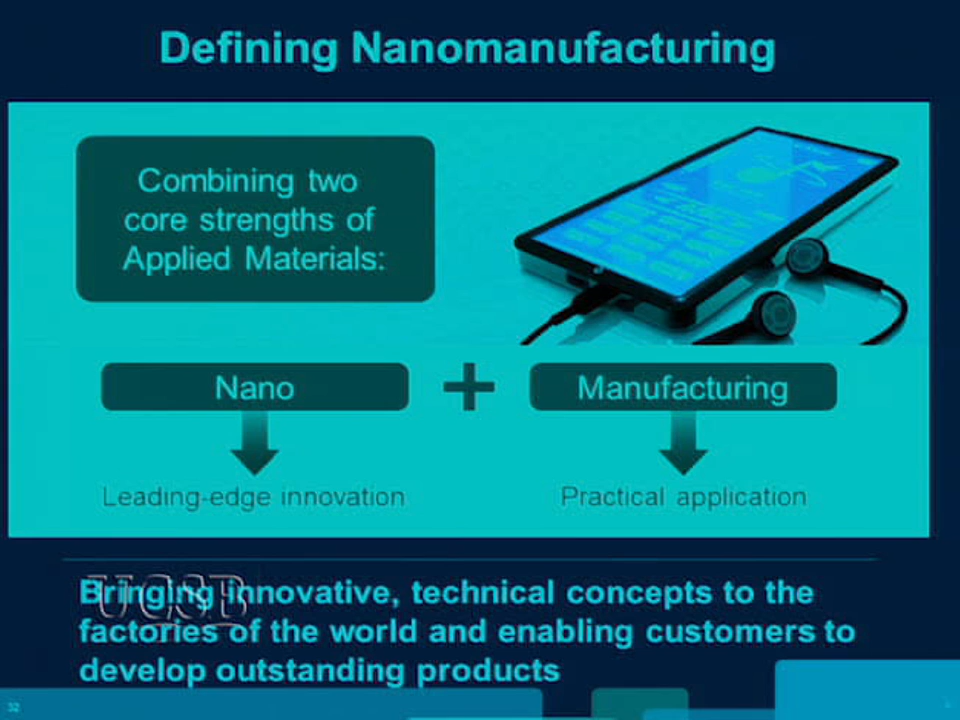 Defining Nanomanufacturing
Combining two
core strengths of
Applied Materials:
Nano
+
Manufacturing
Leading-edge innovation
Practical application
Bringing innovative, technical concepts to the
factories of the world and enabling customers to
develop outstanding products
UCSB
32